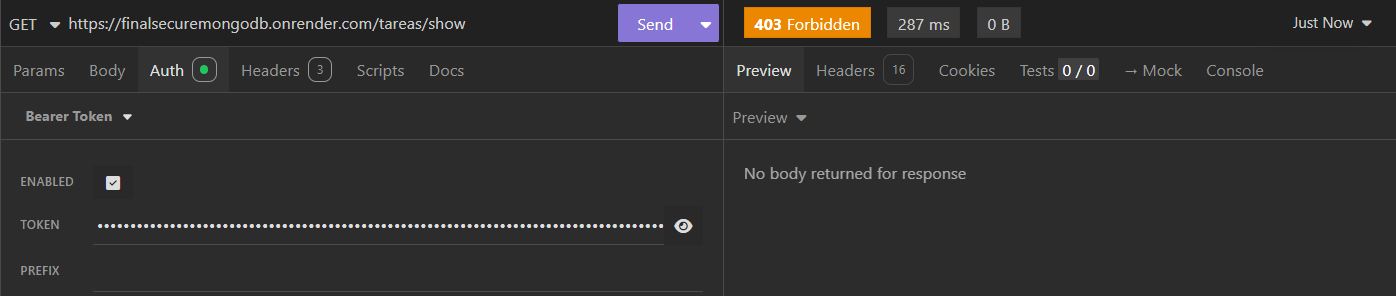 GET https://finalsecuremongodb.onrender.com/tareas/show Send
Params Body Auth Headers 3 Scripts Docs
Bearer Token
ENABLED
TOKEN ••••••••••••••••••••••••••••••••••••••••••••••••••••••••••••••••••••••••••••••••••••••
PREFIX
403 Forbidden 287 ms 0 B Just Now
Preview Headers 16 Cookies Tests 0 / 0 → Mock Console
Preview
No body returned for response